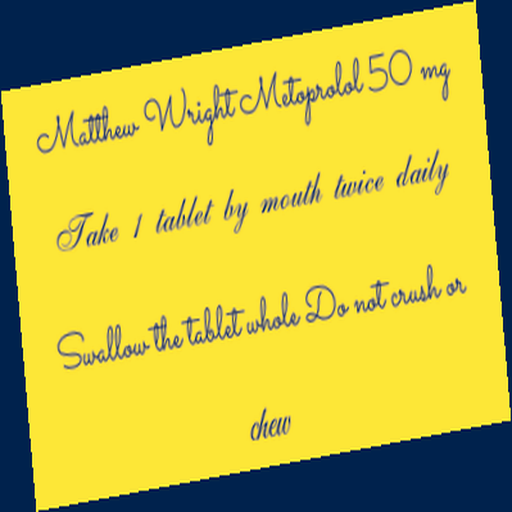 Matthew Wright Metoprolol 50 mg
Take 1 tablet by mouth twice daily
Swallow the tablet whole Do not crush or
chew